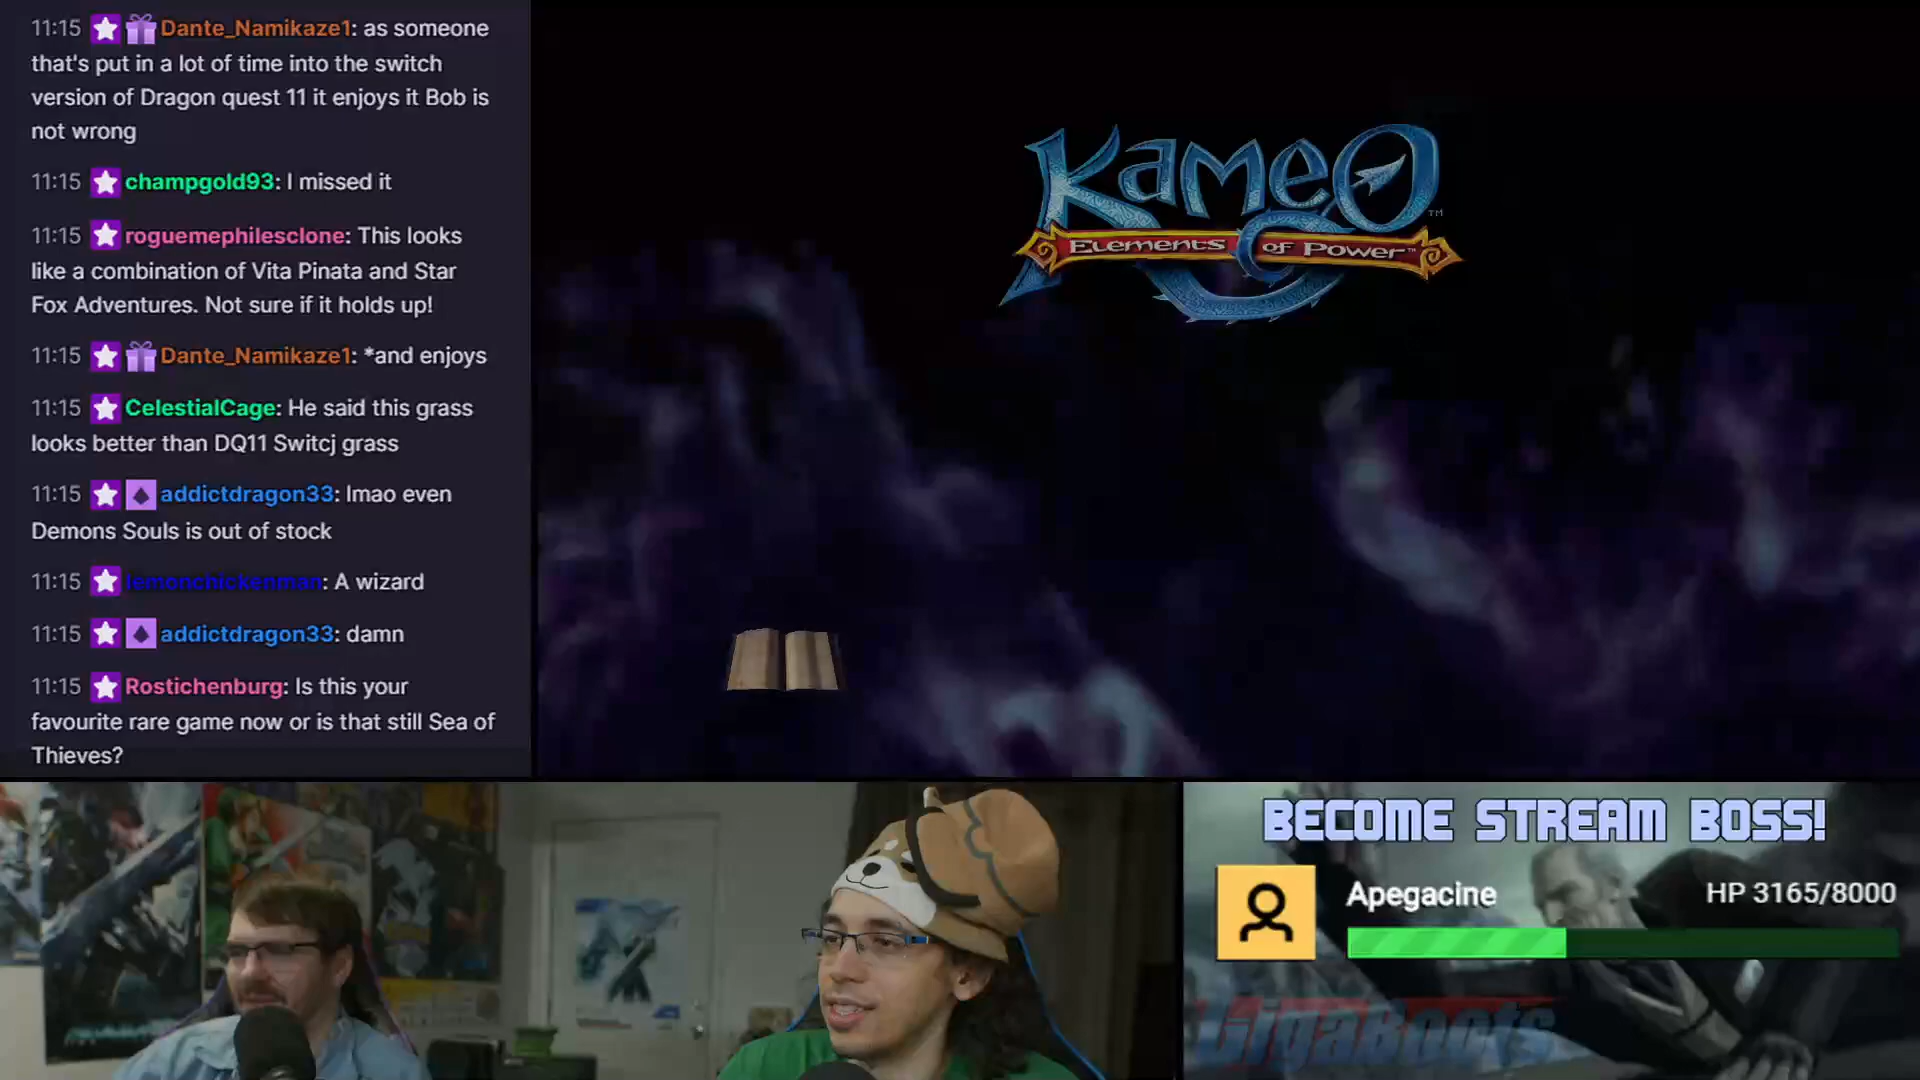 11:15 Dante_Namikaze1: as someone
that's put in a lot of time into the switch
version of Dragon quest 11 it enjoys it Bob is
not wrong
11:15 champgold93: I missed it
11:15 roguemephilesclone: This looks
like a combination of Vita Pinata and Star
Fox Adventures. Not sure if it holds up!
11:15 Dante_Namikaze1: *and enjoys
11:15 CelestialCage: He said this grass
looks better than DQ11 Switcj grass
11:15 addictdragon33: lmao even
Demons Souls is out of stock
11:15 lemonchickenman: A wizard
11:15 addictdragon33: damn
11:15 Rostichenburg: Is this your
favourite rare game now or is that still Sea of
Thieves?
Kameo™
Elements of Power™
BECOME STREAM BOSS!
Apegacine HP 3165/8000
GigaBoots